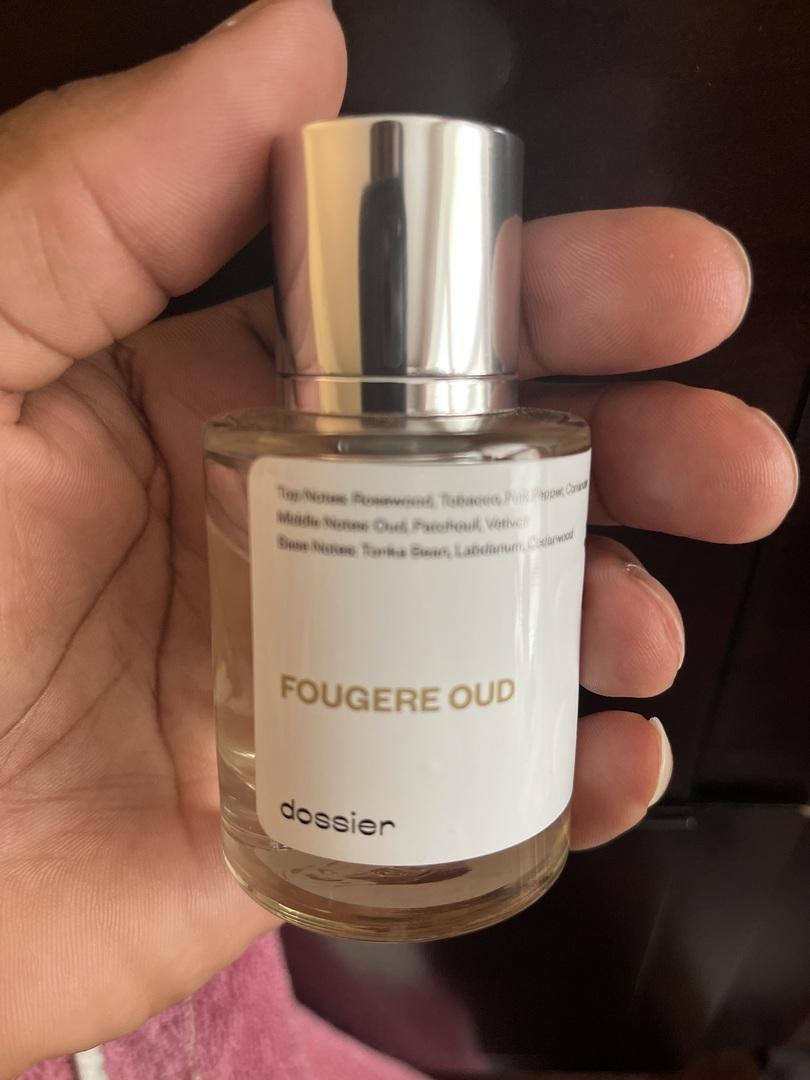 Top Notes: Rosewood, Tobacco, Pink Pepper,
Middle Notes: Oud, Patchouli, Vetiver
Base Notes: Tonka Bean, Labdanum, Cedarwood
FOUGERE OUD
dossier